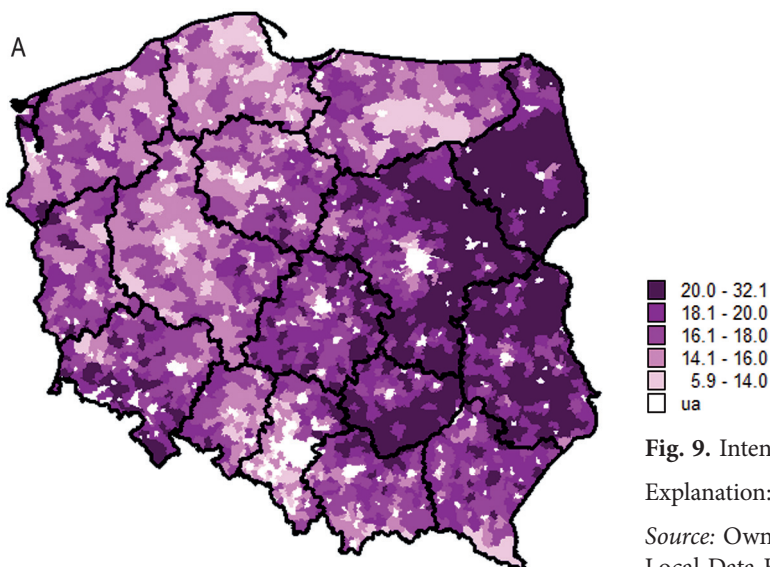 A
20.0 - 32.1
18.1 - 20.0
16.1 - 18.0
14.1 - 16.0
5.9 - 14.0
ua
Fig. 9. Inten
Explanation:
Source: Own
Local Data